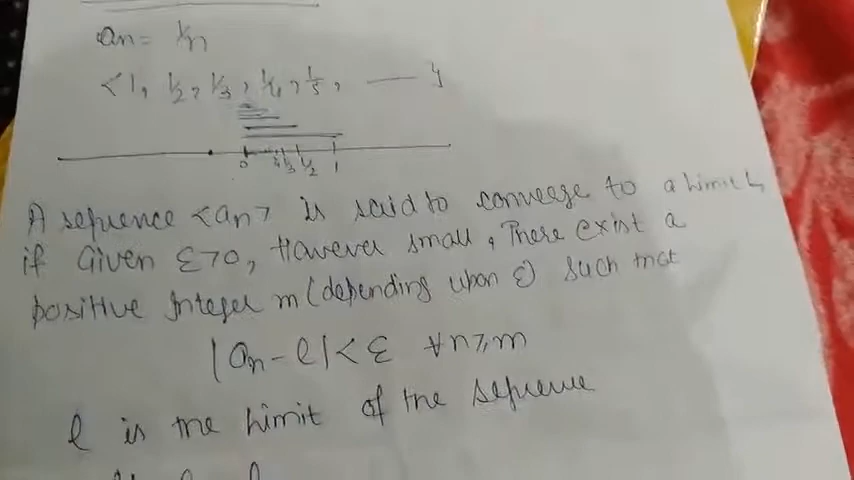 an = 1/n
<1, 1/2, 1/3, 1/4, 1/5, —— >
0 1/4 1/3 1/2 1
A sequence <an> is said to converge to a limit l,
if Given ε>0, However small, There exist a
positive Integer m (depending upon ε) such that
|an - l| < ε ∀n≥m
l is the limit of the sequence